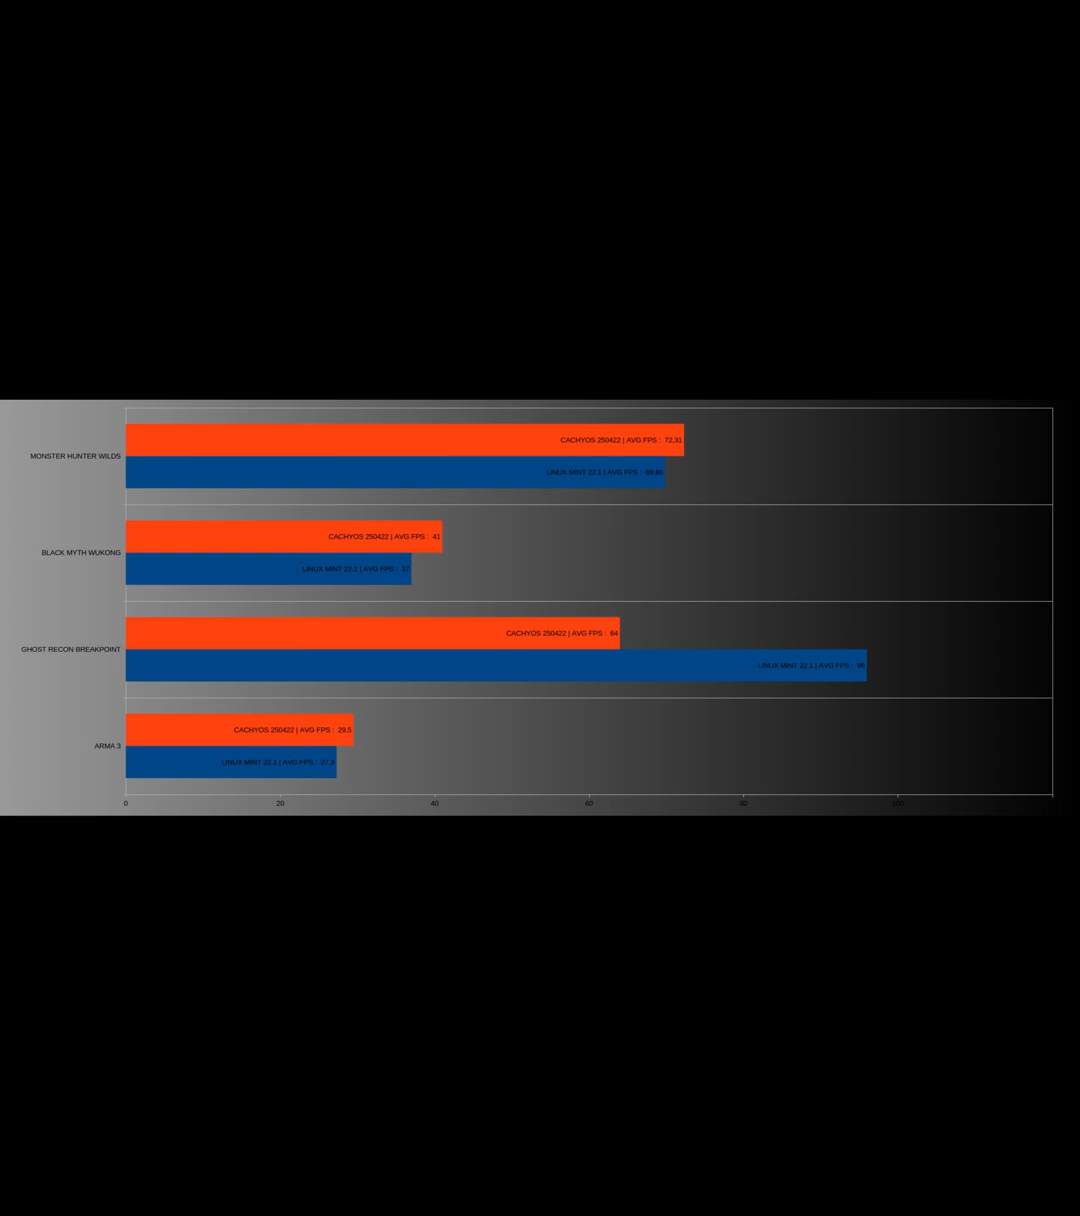 MONSTER HUNTER WILDS
CACHYOS 250422 | AVG FPS : 72,31
LINUX MINT 22.1 | AVG FPS : 69,86
BLACK MYTH WUKONG
CACHYOS 250422 | AVG FPS : 41
LINUX MINT 22.1 | AVG FPS : 37
GHOST RECON BREAKPOINT
CACHYOS 250422 | AVG FPS : 64
LINUX MINT 22.1 | AVG FPS : 96
ARMA 3
CACHYOS 250422 | AVG FPS : 29,5
LINUX MINT 22.1 | AVG FPS : 27,3
0 20 40 60 80 100